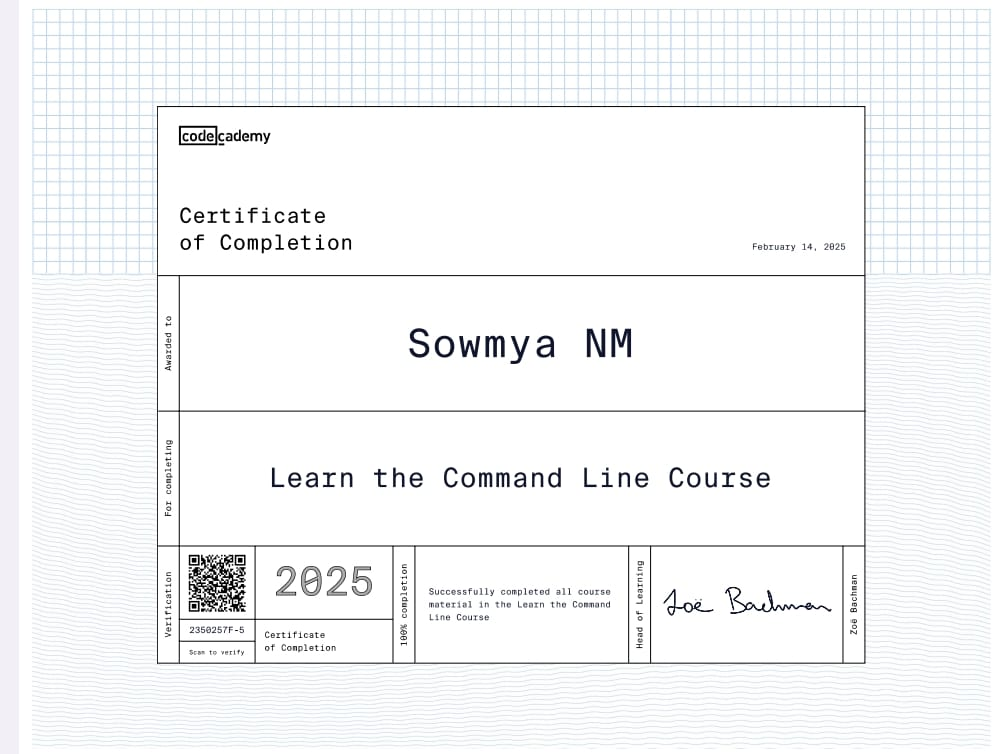 codecademy
Certificate
of Completion
February 14, 2025
Awarded to
Sowmya NM
For completing
Learn the Command Line Course
Verification
2350257F-5
Scan to verify
2025
Certificate
of Completion
100% completion
Successfully completed all course
material in the Learn the Command
Line Course
Head of Learning
Zoë Bachman
Zoë Bachman